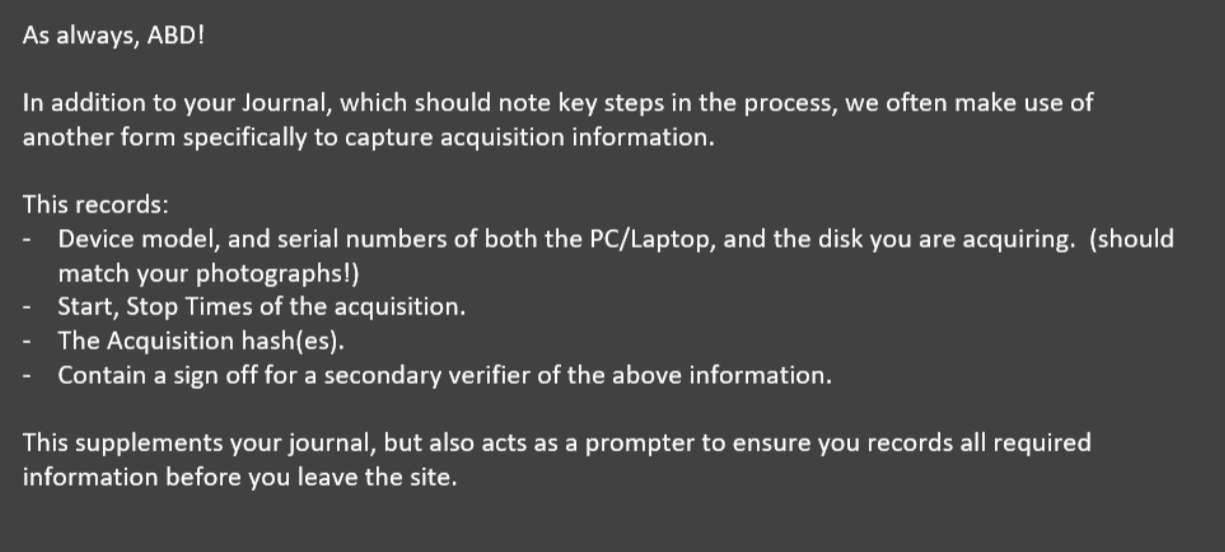 As always, ABD!
In addition to your Journal, which should note key steps in the process, we often make use of
another form specifically to capture acquisition information.
This records:
- Device model, and serial numbers of both the PC/Laptop, and the disk you are acquiring. (should
match your photographs!)
- Start, Stop Times of the acquisition.
- The Acquisition hash(es).
- Contain a sign off for a secondary verifier of the above information.
This supplements your journal, but also acts as a prompter to ensure you records all required
information before you leave the site.